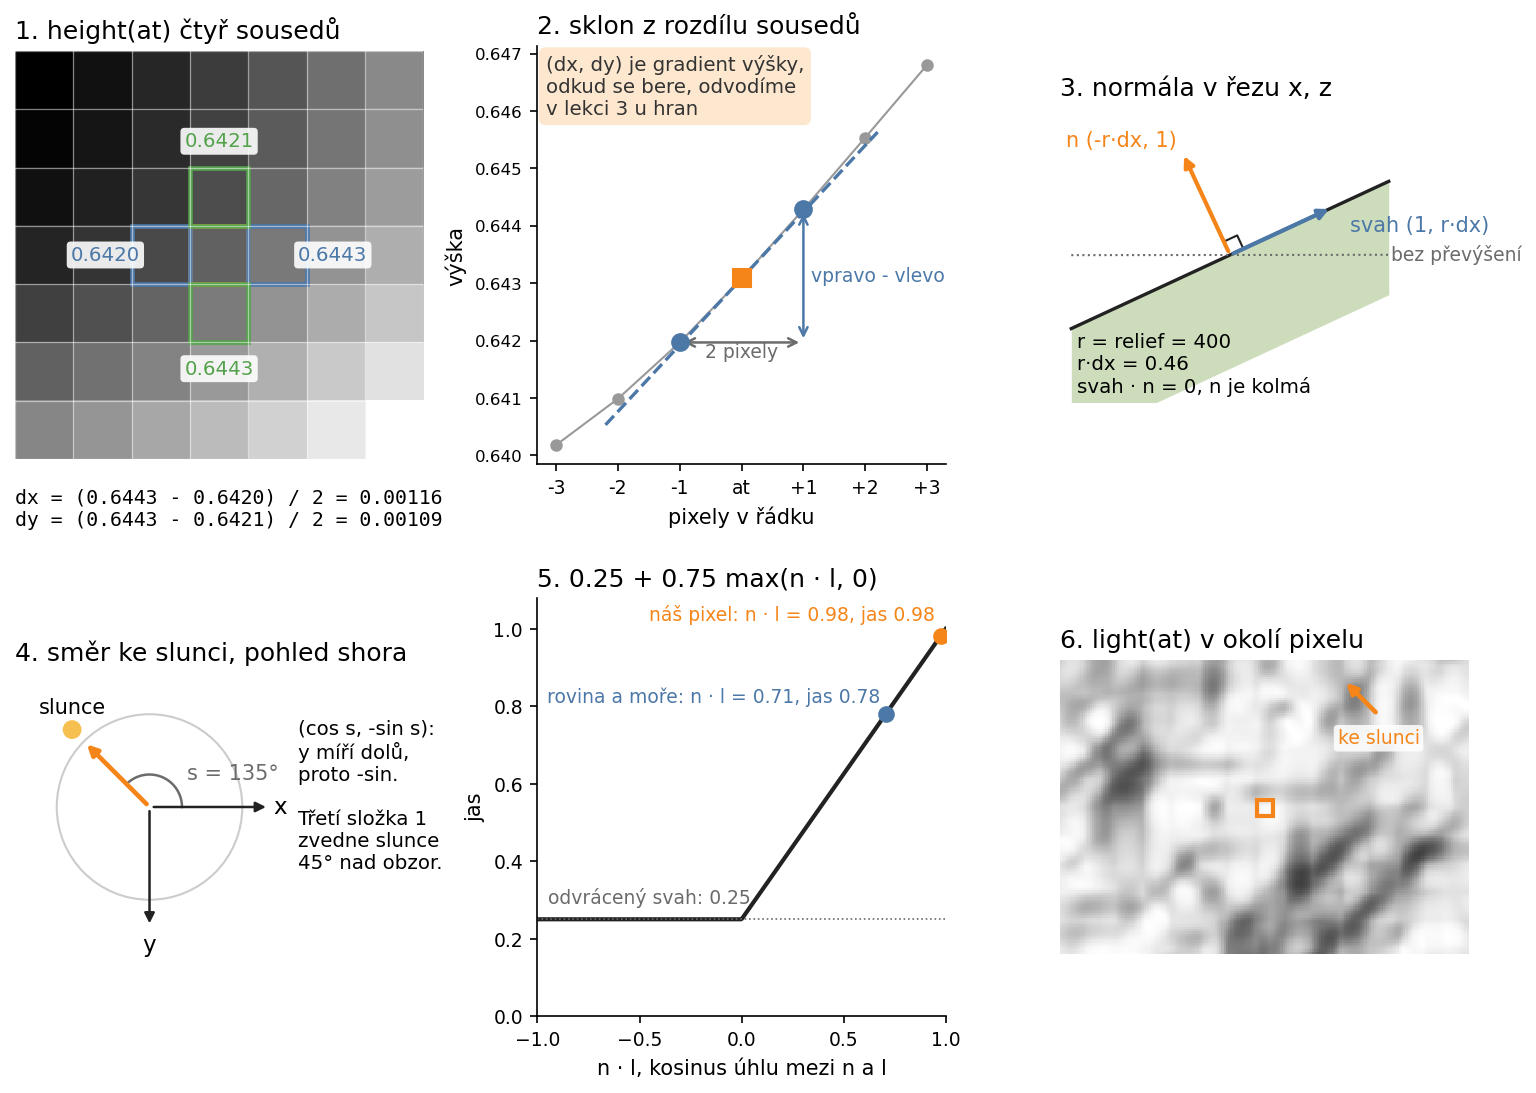 1. height(at) čtyř sousedů
0.6421
0.6420
0.6443
0.6443
dx = (0.6443 - 0.6420) / 2 = 0.00116
dy = (0.6443 - 0.6421) / 2 = 0.00109
2. sklon z rozdílu sousedů
(dx, dy) je gradient výšky,
odkud se bere, odvodíme
v lekci 3 u hran
výška
0.647
0.646
0.645
0.644
0.643
0.642
0.641
0.640
vpravo - vlevo
2 pixely
-3
-2
-1
at
+1
+2
+3
pixely v řádku
3. normála v řezu x, z
n (-r·dx, 1)
svah (1, r·dx)
bez převýšení
r = relief = 400
r·dx = 0.46
svah · n = 0, n je kolmá
4. směr ke slunci, pohled shora
slunce
s = 135°
x
y
(cos s, -sin s):
y míří dolů,
proto -sin.
Třetí složka 1
zvedne slunce
45° nad obzor.
5. 0.25 + 0.75 max(n · l, 0)
náš pixel: n · l = 0.98, jas 0.98
rovina a moře: n · l = 0.71, jas 0.78
odvrácený svah: 0.25
jas
1.0
0.8
0.6
0.4
0.2
0.0
−1.0
−0.5
0.0
0.5
1.0
n · l, kosinus úhlu mezi n a l
6. light(at) v okolí pixelu
ke slunci